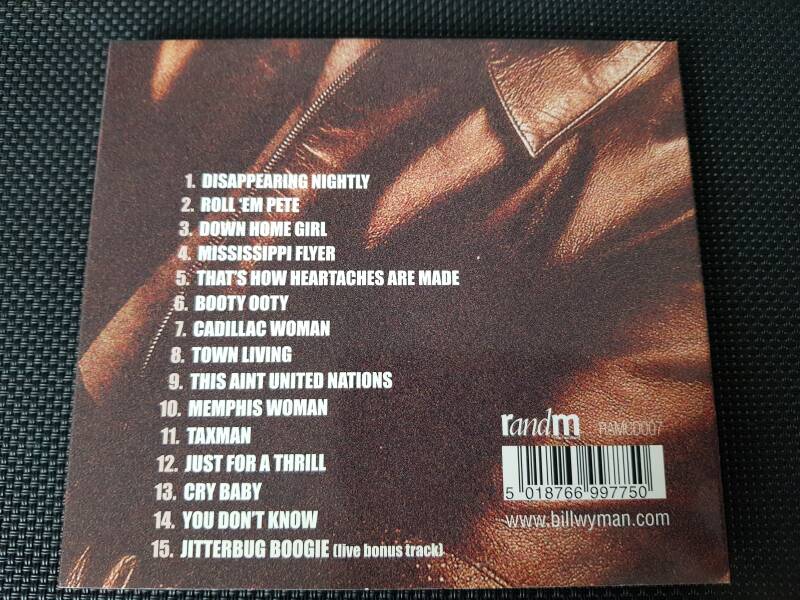 1. DISAPPEARING NIGHTLY
2. ROLL 'EM PETE
3. DOWN HOME GIRL
4. MISSISSIPPI FLYER
5. THAT'S HOW HEARTACHES ARE MADE
6. BOOTY OOTY
7. CADILLAC WOMAN
8. TOWN LIVING
9. THIS AINT UNITED NATIONS
10. MEMPHIS WOMAN
11. TAXMAN
12. JUST FOR A THRILL
13. CRY BABY
14. YOU DON'T KNOW
15. JITTERBUG BOOGIE (live bonus track)
randm RAMCD007
5 018766 997750
www.billwyman.com